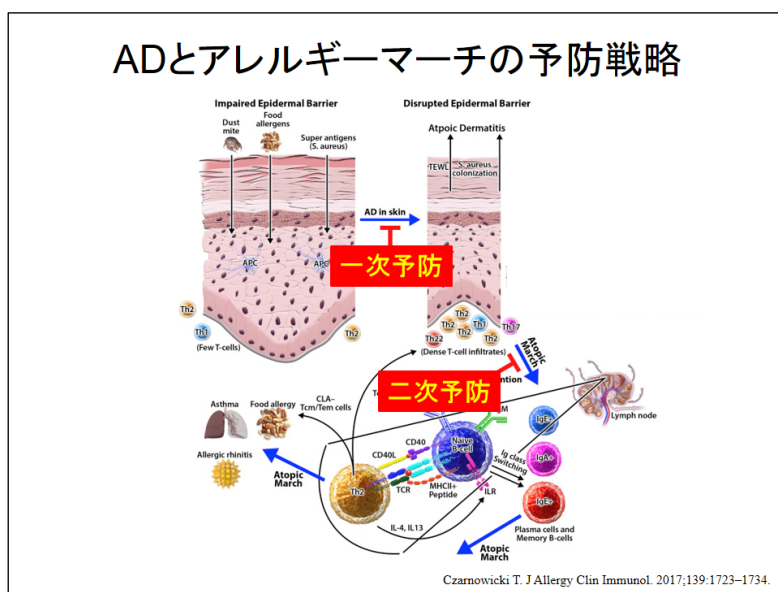 ADとアレルギーマーチの予防戦略
Impaired Epidermal Barrier
Disrupted Epidermal Barrier
Dust
mite
Food
allergens
Super antigens
(S. aureus)
Atpoic Dermatitis
TEWL
S. aureus
colonization
AD in skin
一次予防
APC
APC
Th2
Th1
(Few T-cells)
Th2
Th2
Th2
Th1
Th17
Th22
Th2
Th2
(Dense T-cell infiltrates)
Atopic
March
二次予防
Lymph node
Asthma
Food allergy
CLA–
Tcm/Tem cells
Allergic rhinitis
Atopic
March
CD40L
CD40
Naïve
B-cell
Th2
TCR
MHCII+
Peptide
ILR
IL-4, IL13
Ig class
Switching
IgE+
IgA+
IgE+
Plasma cells and
Memory B-cells
Atopic
March
Czarnowicki T. J Allergy Clin Immunol. 2017;139:1723–1734.